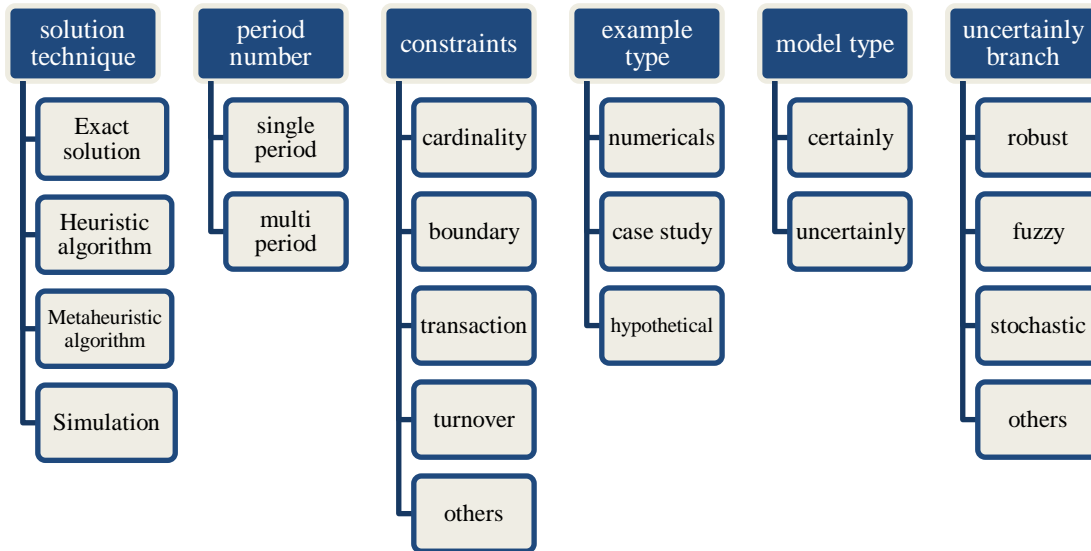 solution
technique
Exact
solution
Heuristic
algorithm
Metaheuristic
algorithm
Simulation
period
number
single
period
multi
period
constraints
cardinality
boundary
transaction
turnover
others
example
type
numericals
case study
hypothetical
model type
certainly
uncertainly
uncertainly
branch
robust
fuzzy
stochastic
others